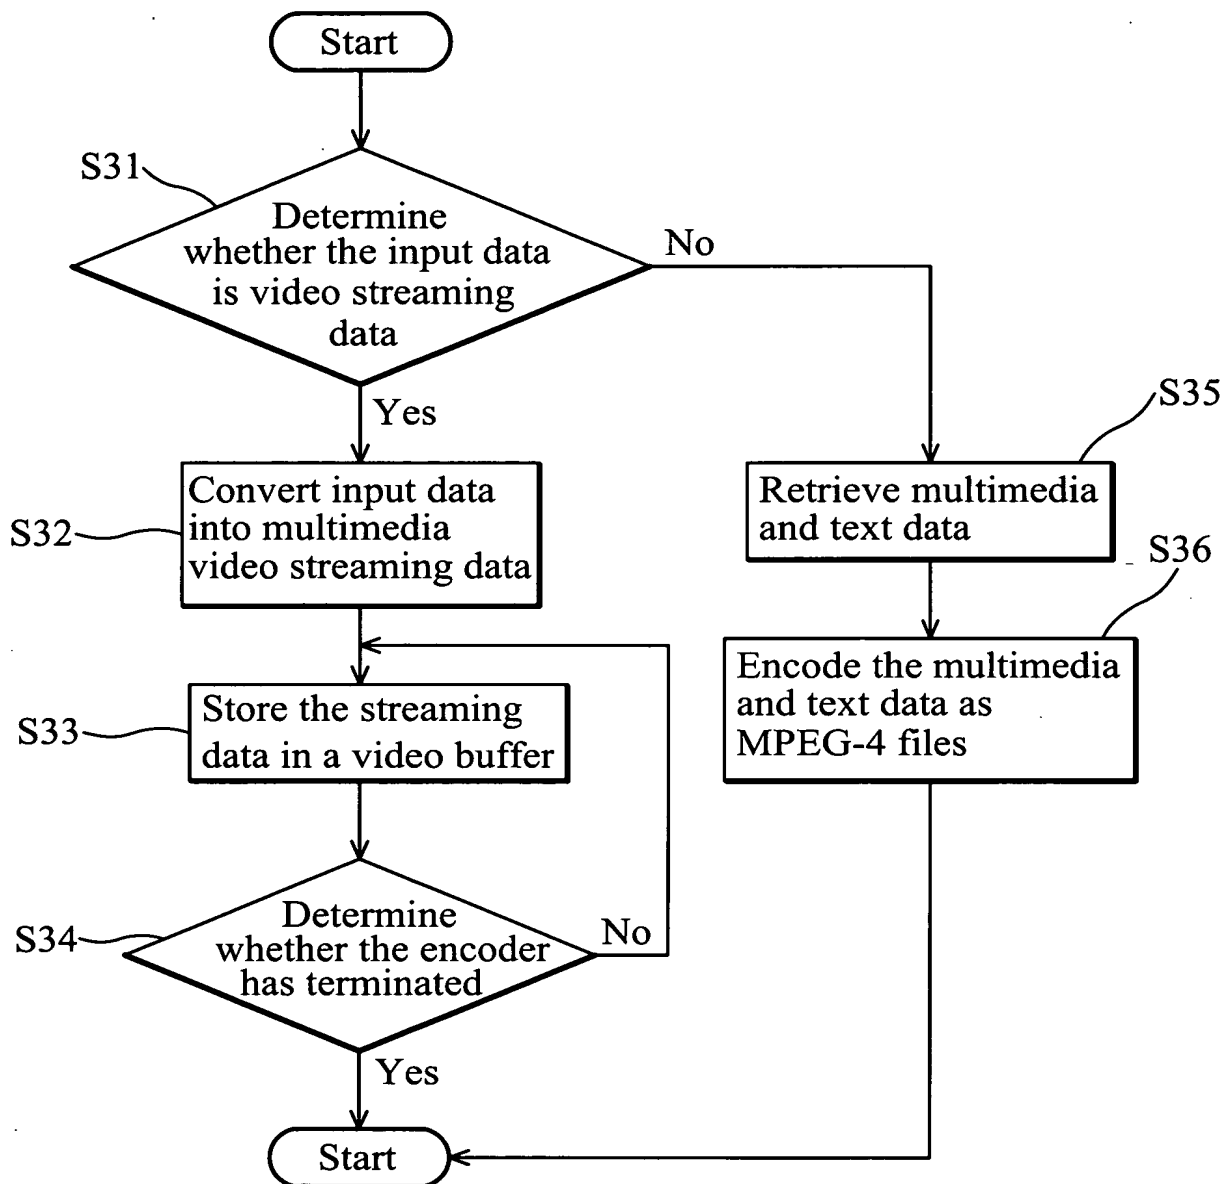 Start
S31
Determine
whether the input data
is video streaming
data
No
Yes
S32
Convert input data
into multimedia
video streaming data
S33
Store the streaming
data in a video buffer
S34
Determine
whether the encoder
has terminated
No
Yes
Start
S35
Retrieve multimedia
and text data
S36
Encode the multimedia
and text data as
MPEG-4 files